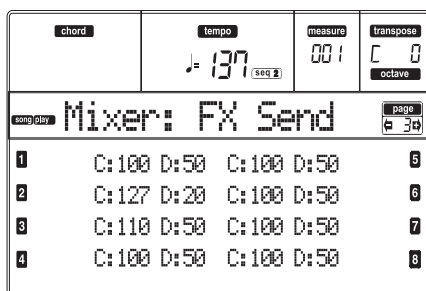 chord tempo measure transpose
♩= 137 seq 2 001 C 0
octave
song play Mixer: FX Send page
3
1 C:100 D:50 C:100 D:50 5
2 C:127 D:20 C:100 D:50 6
3 C:110 D:50 C:100 D:50 7
4 C:100 D:50 C:100 D:50 8